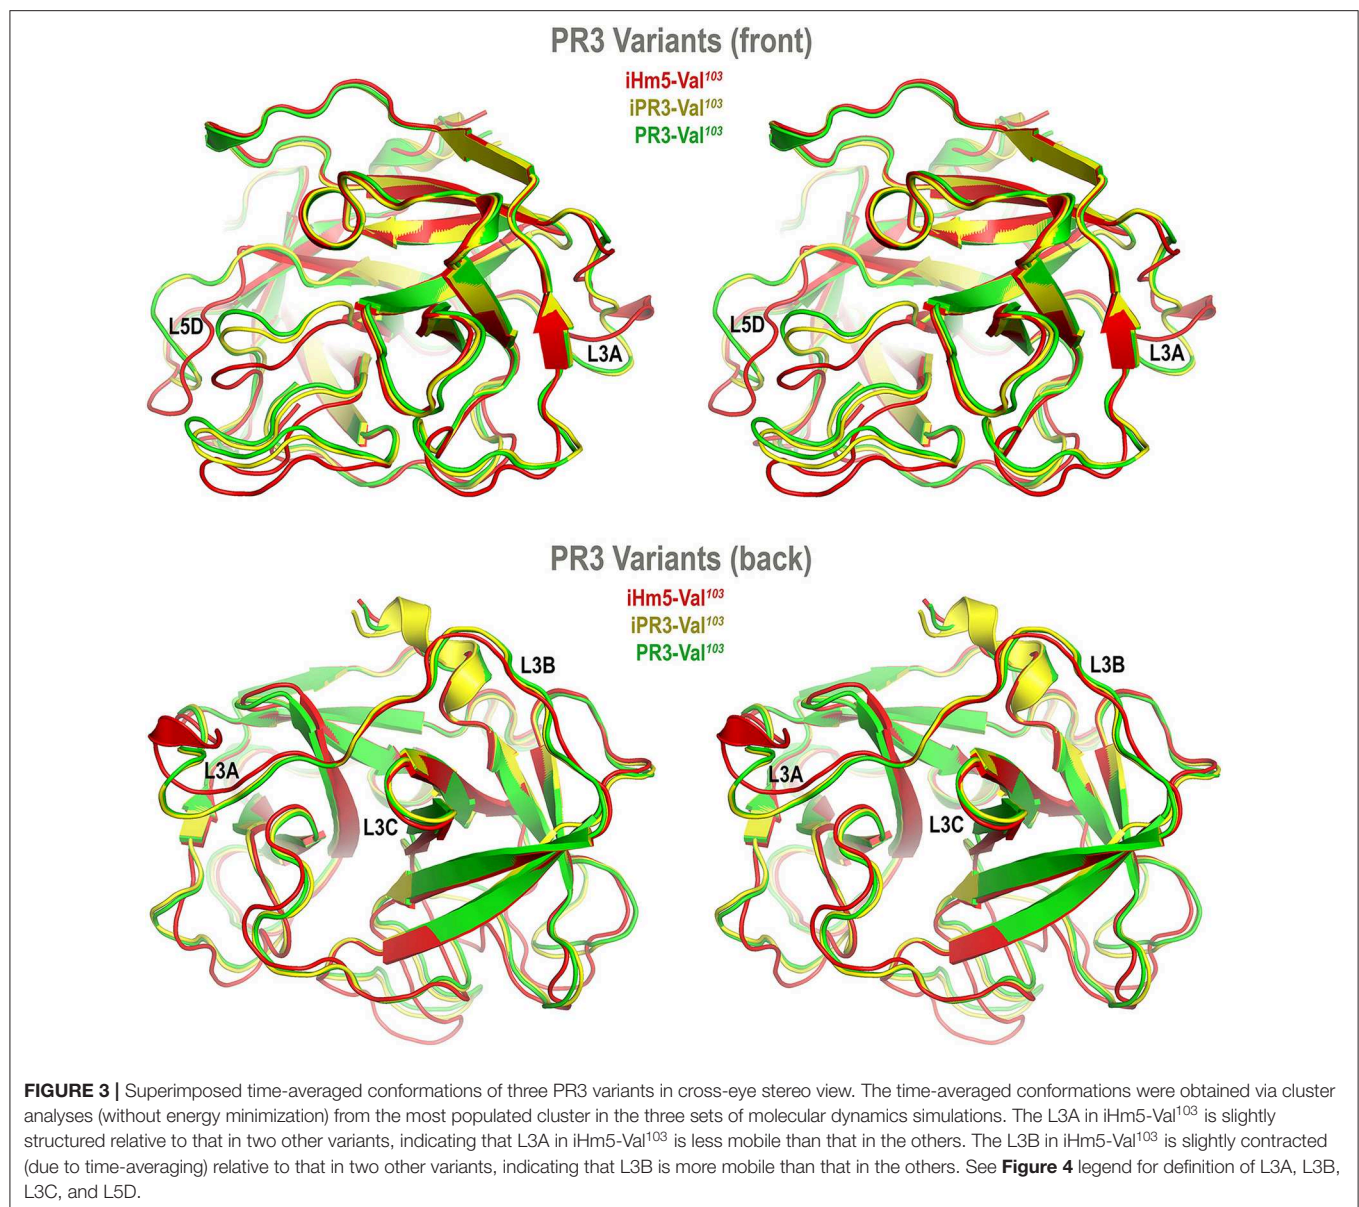 PR3 Variants (front)
iHm5-Val103
iPR3-Val103
PR3-Val103
L5D
L3A
L5D
L3A
PR3 Variants (back)
iHm5-Val103
iPR3-Val103
PR3-Val103
L3B
L3A
L3C
L3B
L3A
L3C
FIGURE 3 | Superimposed time-averaged conformations of three PR3 variants in cross-eye stereo view. The time-averaged conformations were obtained via cluster
analyses (without energy minimization) from the most populated cluster in the three sets of molecular dynamics simulations. The L3A in iHm5-Val103 is slightly
structured relative to that in two other variants, indicating that L3A in iHm5-Val103 is less mobile than that in the others. The L3B in iHm5-Val103 is slightly contracted
(due to time-averaging) relative to that in two other variants, indicating that L3B is more mobile than that in the others. See Figure 4 legend for definition of L3A, L3B,
L3C, and L5D.